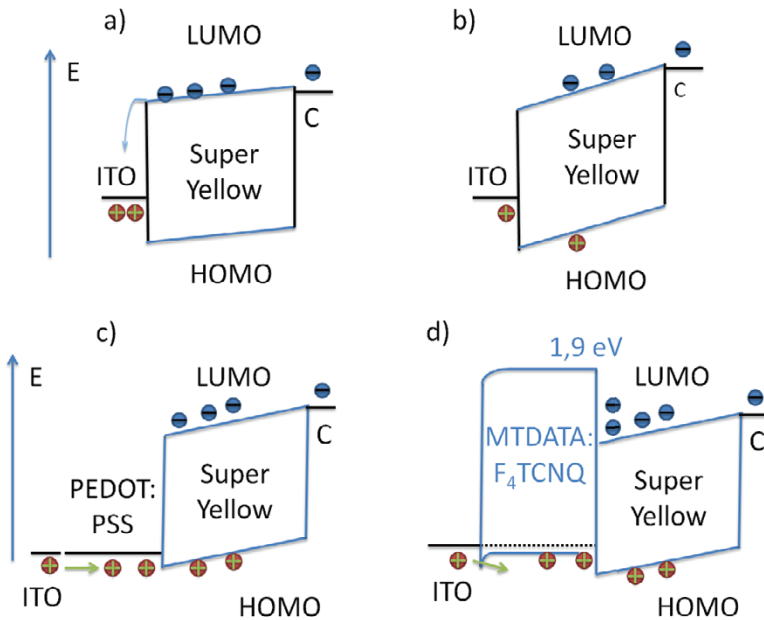 a)
LUMO
E
C
Super
Yellow
ITO
HOMO
b)
LUMO
C
Super
Yellow
ITO
HOMO
c)
E
LUMO
C
Super
Yellow
PEDOT:
PSS
ITO
HOMO
d)
1,9 eV
LUMO
C
MTDATA:
F₄TCNQ
Super
Yellow
ITO
HOMO